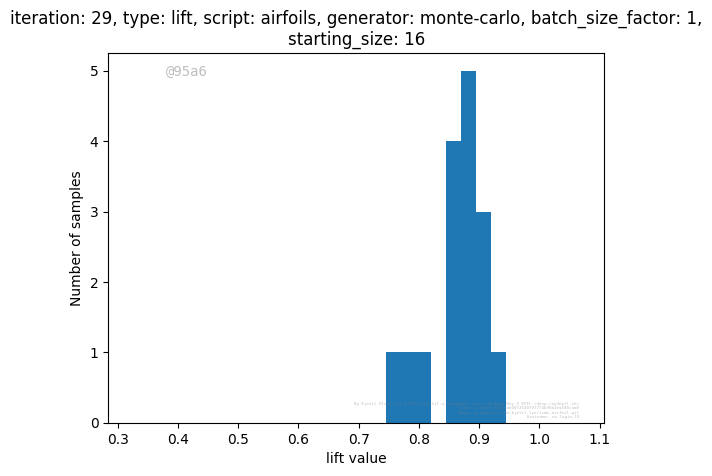 iteration: 29, type: lift, script: airfoils, generator: monte-carlo, batch_size_factor: 1,
starting_size: 16
@95a6
5
4
3
2
1
0
Number of samples
0.3 0.4 0.5 0.6 0.7 0.8 0.9 1.0 1.1
lift value